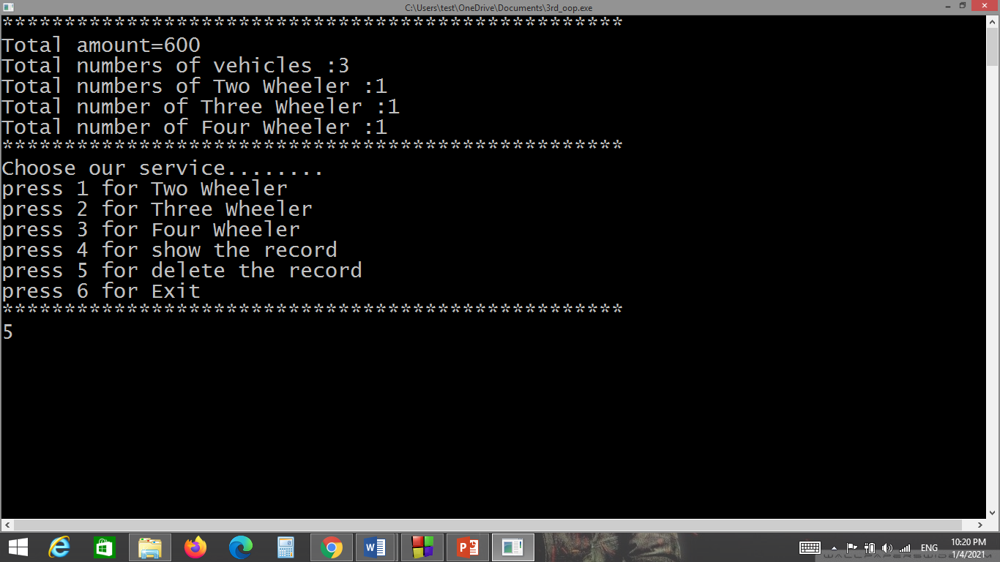 C:\Users\test\OneDrive\Documents\3rd_oop.exe
**************************************************
Total amount=600
Total numbers of vehicles :3
Total numbers of Two Wheeler :1
Total number of Three Wheeler :1
Total number of Four Wheeler :1
**************************************************
Choose our service........
press 1 for Two Wheeler
press 2 for Three Wheeler
press 3 for Four Wheeler
press 4 for show the record
press 5 for delete the record
press 6 for Exit
**************************************************
5
ENG
10:20 PM
1/4/2021